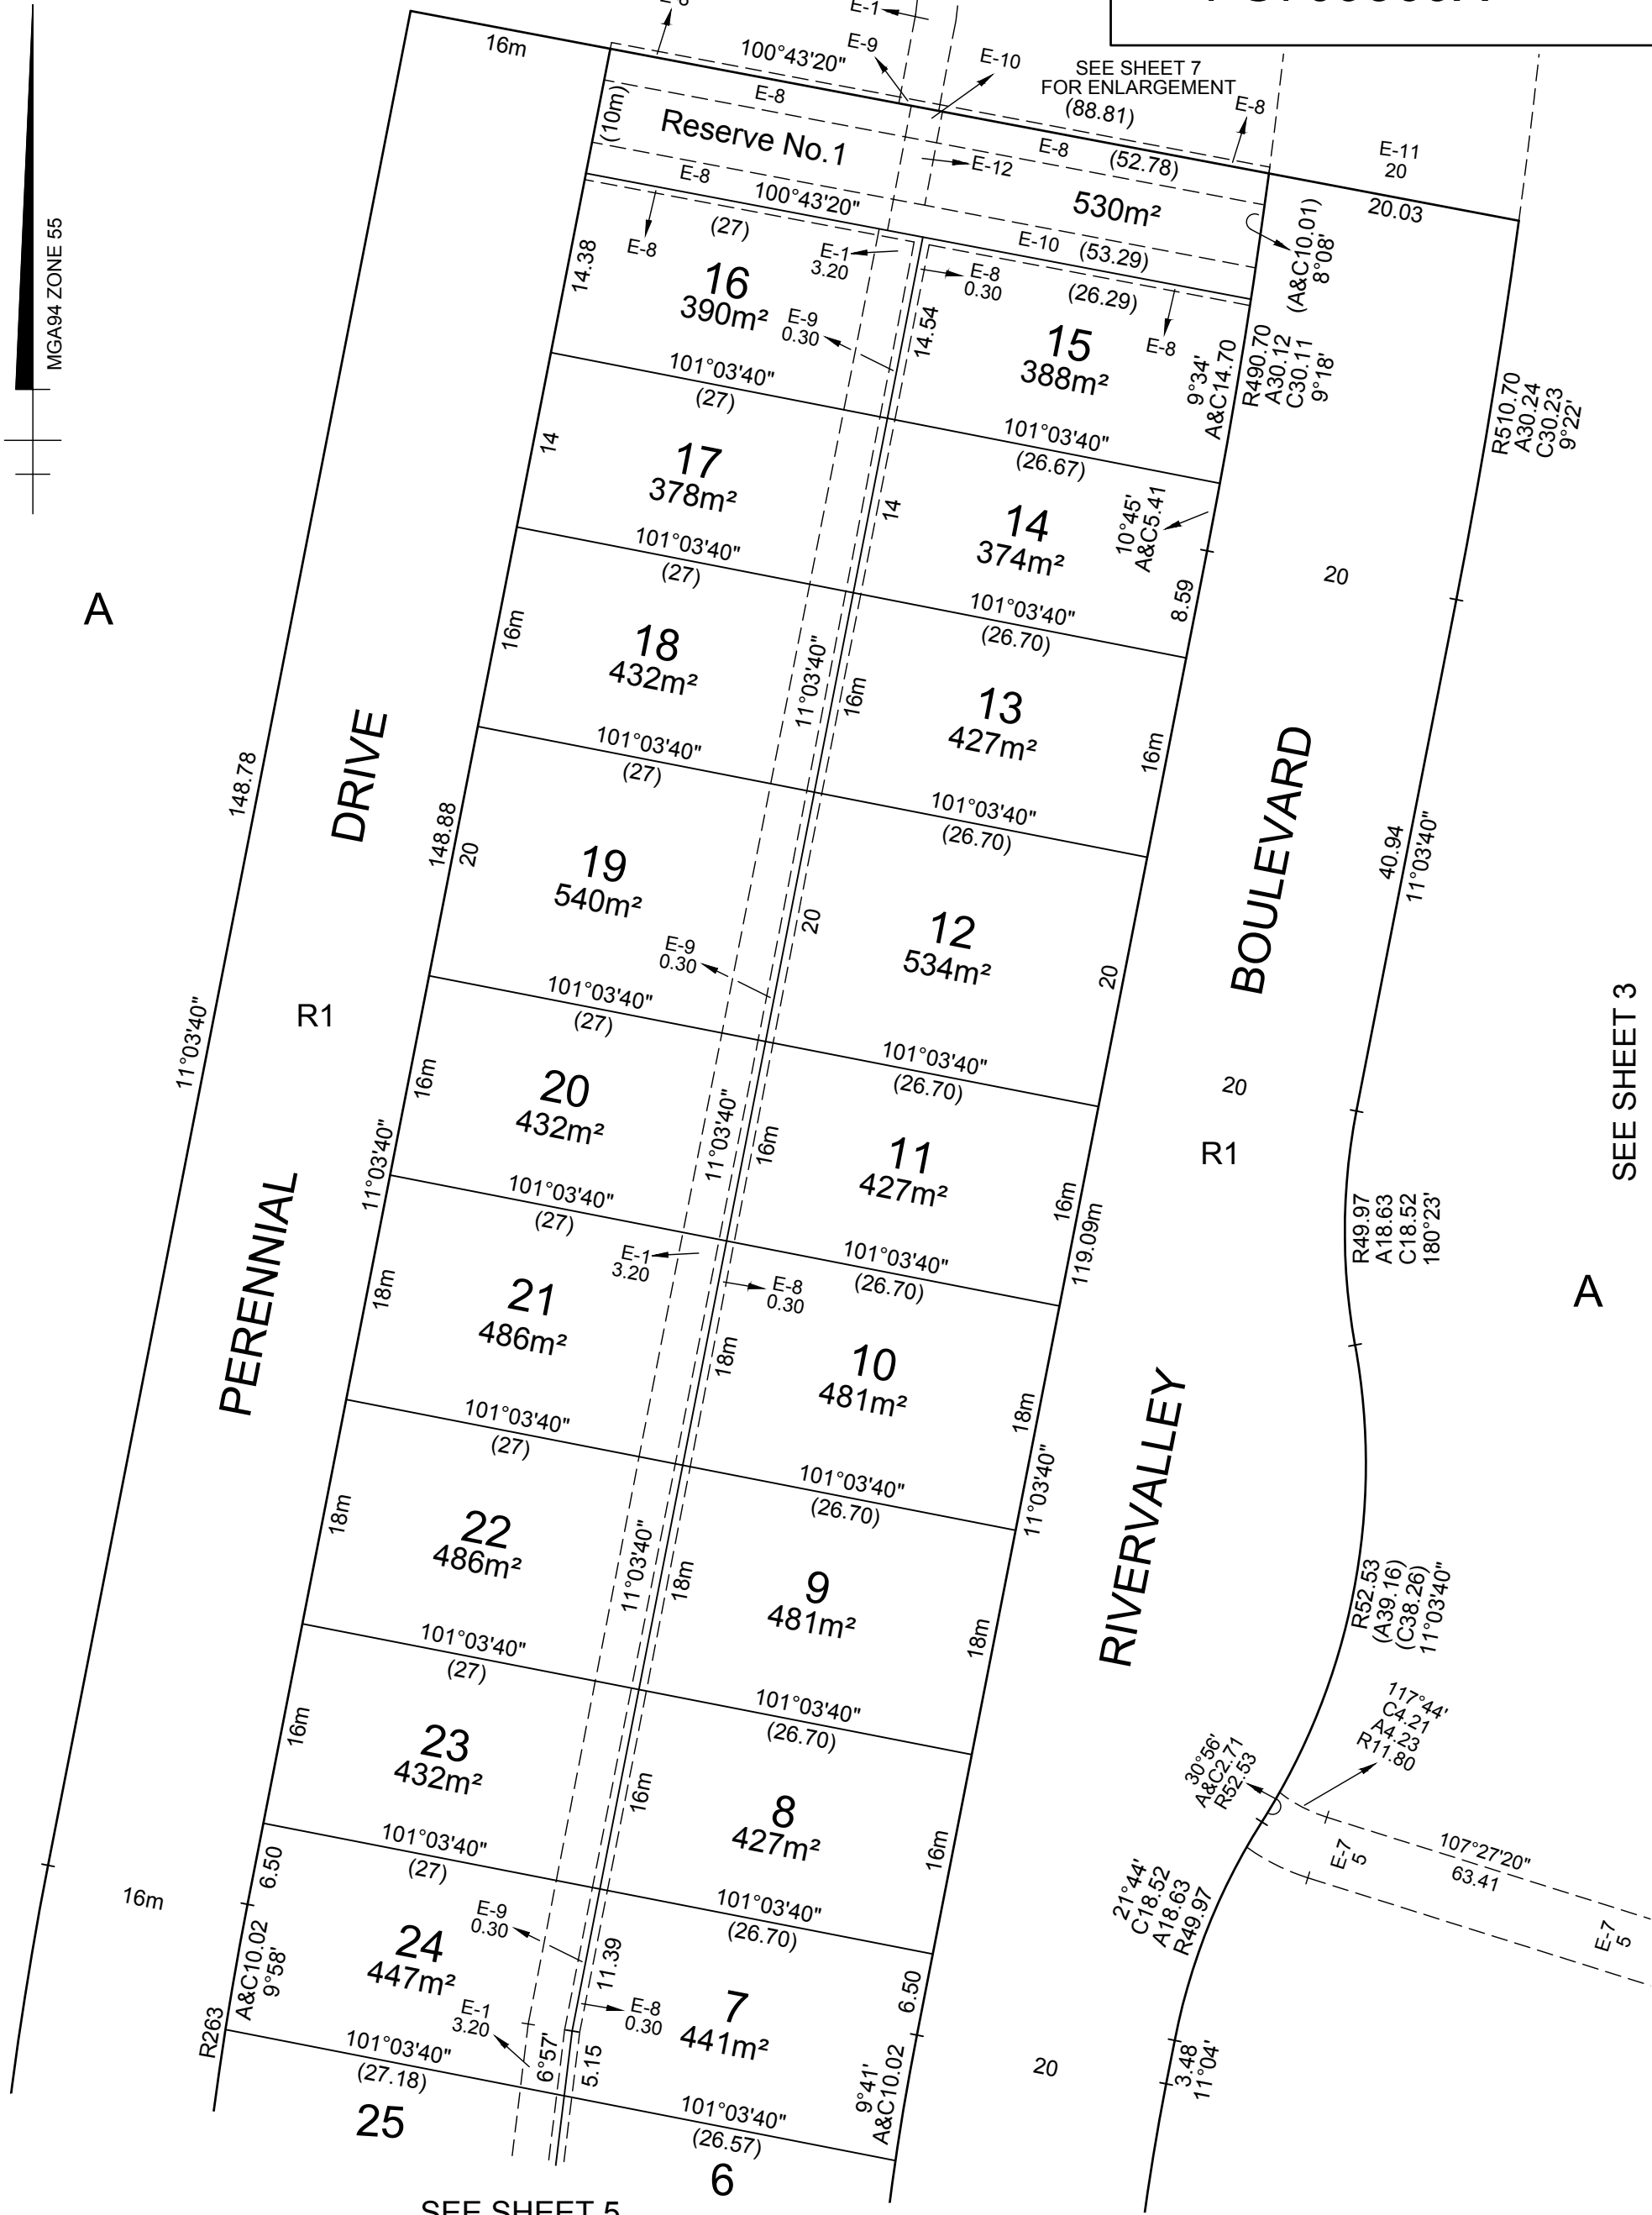 MGA94 ZONE 55
16m
E-1
E-9
100°43'20"
E-10
SEE SHEET 7
FOR ENLARGEMENT
(88.81)
E-8
E-8
(10m)
Reserve No.1
E-8
(52.78)
E-12
530m²
E-11
20
20.03
(A&C10.01)
8°08'
E-8
100°43'20"
(27)
E-8
E-10
(53.29)
E-1
3.20
E-8
0.30
(26.29)
E-8
14.38
16
390m²
E-9
0.30
14.54
15
388m²
9°34'
A&C14.70
R490.70
A30.12
C30.11
9°18'
R510.70
A30.24
C30.23
9°22'
101°03'40"
(27)
101°03'40"
(26.67)
14
17
378m²
14
14
374m²
10°45'
A&C5.41
8.59
20
101°03'40"
(27)
101°03'40"
(26.70)
A
16m
18
432m²
11°03'40"
16m
13
427m²
16m
101°03'40"
(27)
101°03'40"
(26.70)
148.78
DRIVE
148.88
20
19
540m²
E-9
0.30
20
12
534m²
20
BOULEVARD
40.94
11°03'40"
SEE SHEET 3
101°03'40"
(27)
101°03'40"
(26.70)
11°03'40"
R1
16m
20
432m²
11°03'40"
16m
11
427m²
16m
119.09m
20
R1
11°03'40"
101°03'40"
(27)
101°03'40"
(26.70)
R49.97
A18.63
C18.52
180°23'
A
PERENNIAL
18m
21
486m²
E-1
3.20
E-8
0.30
18m
10
481m²
18m
11°03'40"
RIVERVALLEY
101°03'40"
(27)
101°03'40"
(26.70)
18m
22
486m²
11°03'40"
18m
9
481m²
18m
R52.53
(A39.16)
(C38.26)
11°03'40"
101°03'40"
(27)
101°03'40"
(26.70)
16m
23
432m²
16m
8
427m²
16m
30°56'
A&C2.71
R52.53
117°44'
C4.21
A4.23
R11.80
E-7
5
107°27'20"
63.41
E-7
5
101°03'40"
(27)
101°03'40"
(26.70)
16m
6.50
A&C10.02
9°58'
R263
24
447m²
E-9
0.30
11.39
E-1
3.20
E-8
0.30
6°57'
5.15
7
441m²
6.50
9°41'
A&C10.02
21°44'
C18.52
A18.63
R49.97
20
3.48
11°04'
101°03'40"
(27.18)
101°03'40"
(26.57)
25
6
SEE SHEET 5